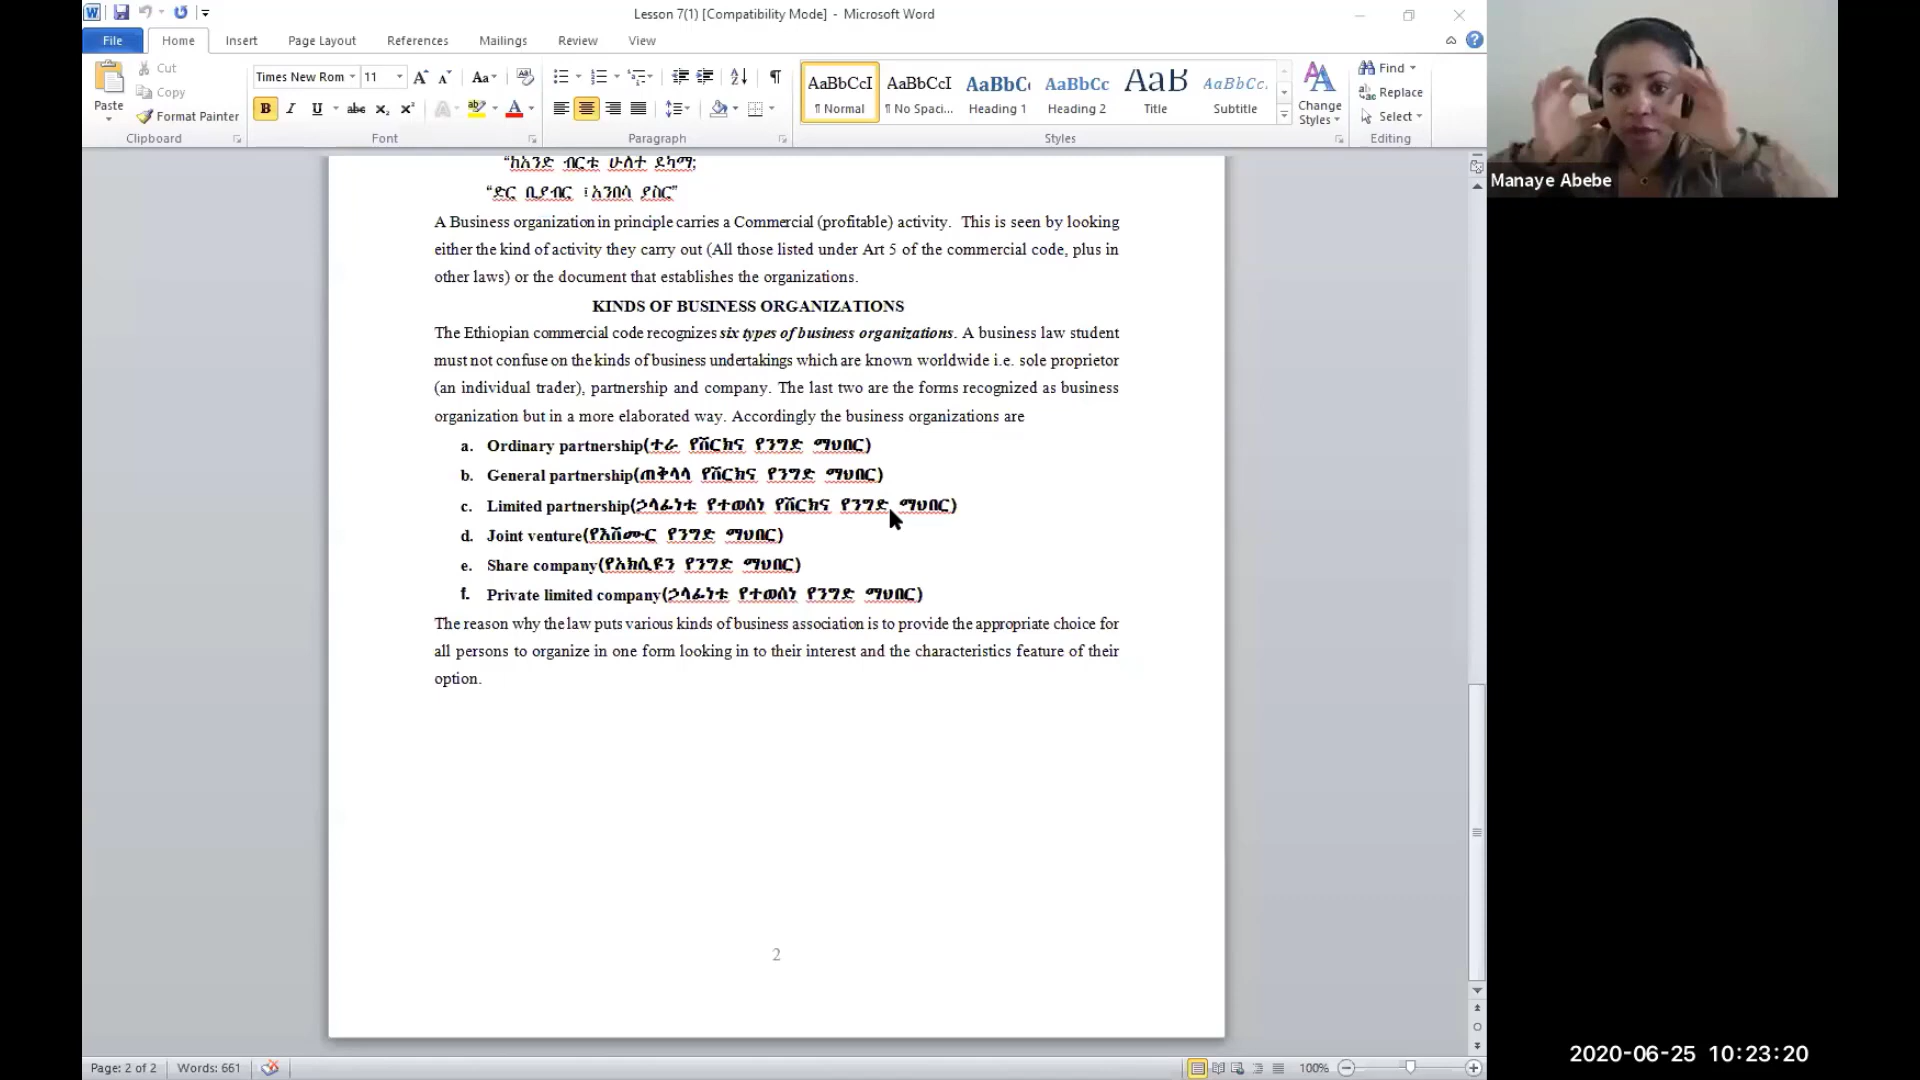 Lesson 7(1) [Compatibility Mode] - Microsoft Word
File Home Insert Page Layout References Mailings Review View
Paste
Cut
Copy
Format Painter
Clipboard
Times New Rom 11
Font
Paragraph
AaBbCcI AaBbCcI AaBbC AaBbCc AaB AaBbCc.
¶ Normal ¶ No Spaci... Heading 1 Heading 2 Title Subtitle
Change Styles
Styles
Find
Replace
Select
Editing
Manaye Abebe
“ከአንድ ብርቱ ሁለት ደካማ;
“ድር ቢያብር ፤አንበሳ ያስር”
A Business organization in principle carries a Commercial (profitable) activity. This is seen by looking
either the kind of activity they carry out (All those listed under Art 5 of the commercial code, plus in
other laws) or the document that establishes the organizations.
KINDS OF BUSINESS ORGANIZATIONS
The Ethiopian commercial code recognizes six types of business organizations. A business law student
must not confuse on the kinds of business undertakings which are known worldwide i.e. sole proprietor
(an individual trader), partnership and company. The last two are the forms recognized as business
organization but in a more elaborated way. Accordingly the business organizations are
a. Ordinary partnership(ተራ የሽርክና የንግድ ማህበር)
b. General partnership(ጠቅላላ የሽርክና የንግድ ማህበር)
c. Limited partnership(ኃላፊነቱ የተወሰነ የሽርክና የንግድ ማህበር)
d. Joint venture(የእሽሙር የንግድ ማህበር)
e. Share company(የአክሲዩን የንግድ ማህበር)
f. Private limited company(ኃላፊነቱ የተወሰነ የንግድ ማህበር)
The reason why the law puts various kinds of business association is to provide the appropriate choice for
all persons to organize in one form looking in to their interest and the characteristics feature of their
option.
2
Page: 2 of 2 Words: 661
100%
2020-06-25 10:23:20